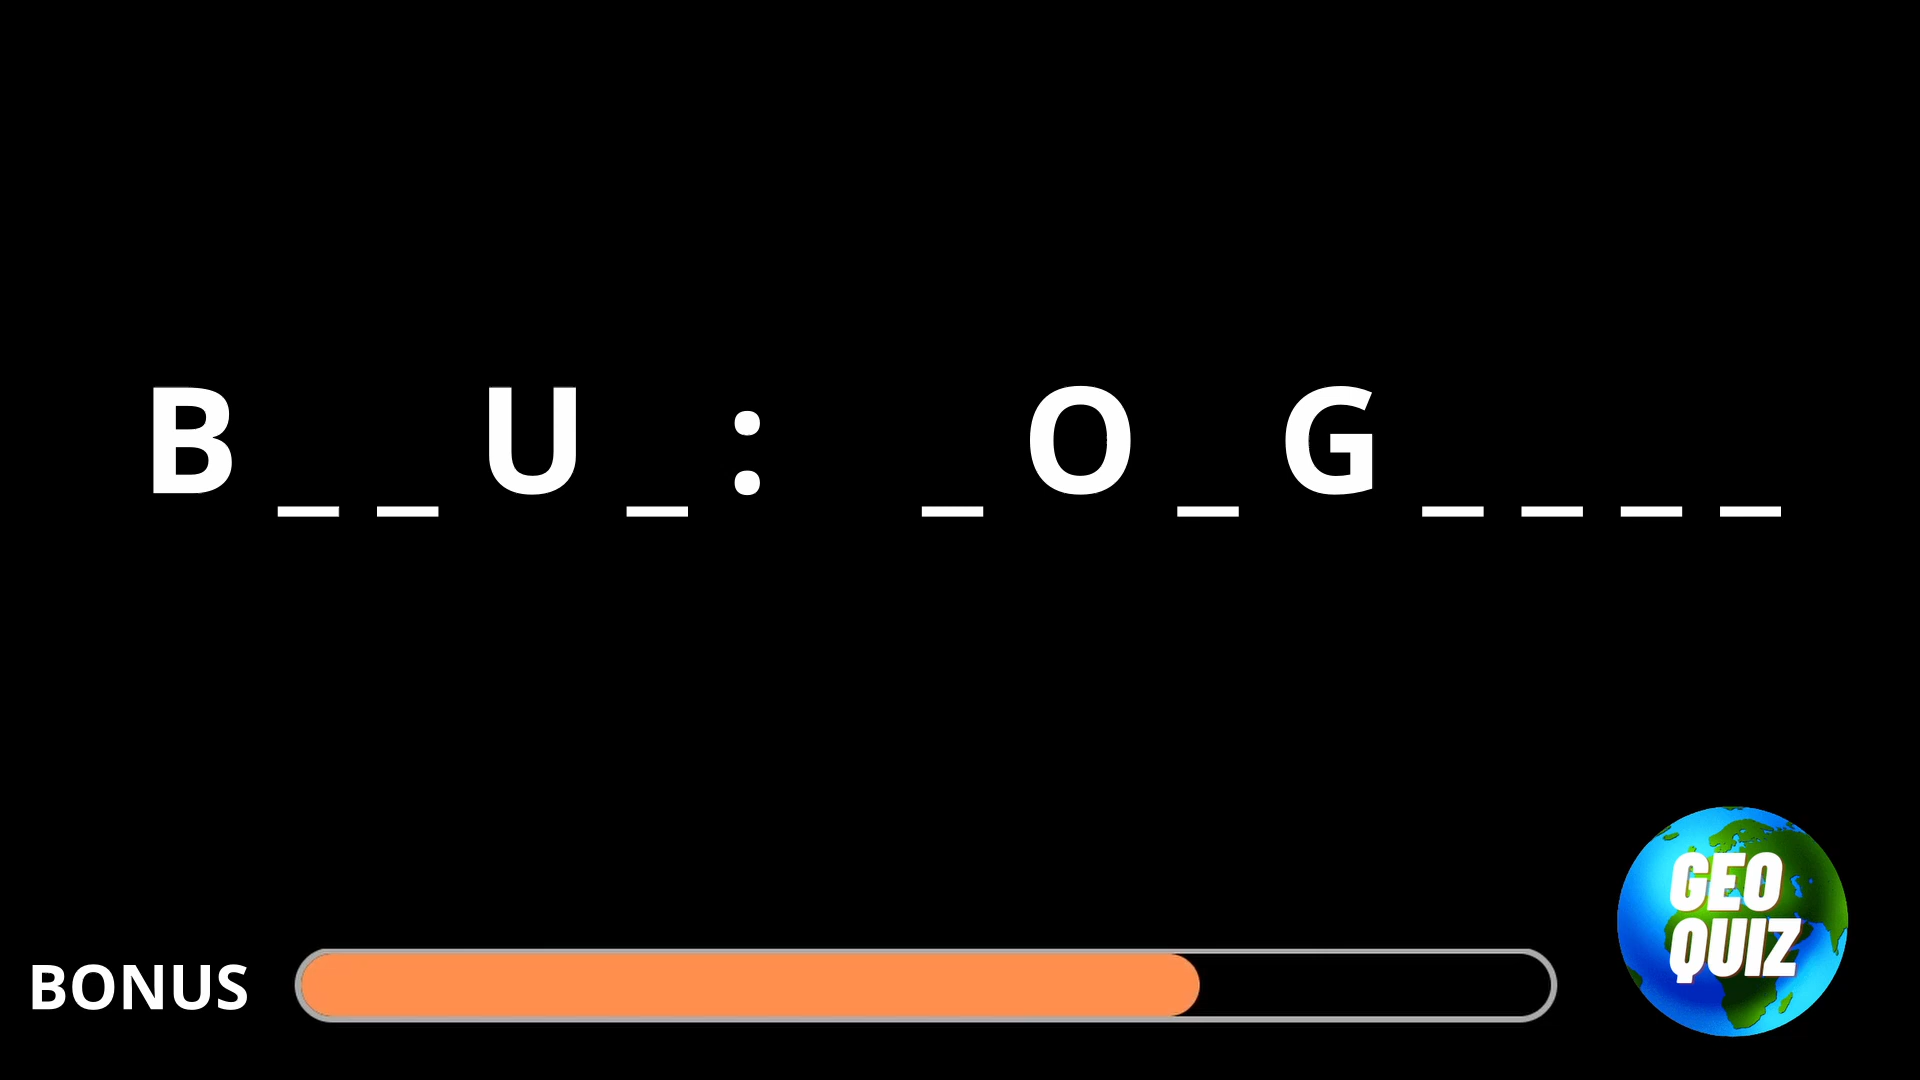 B _ _ U _ :  _ O _ G _ _ _ _
BONUS
GEO
QUIZ